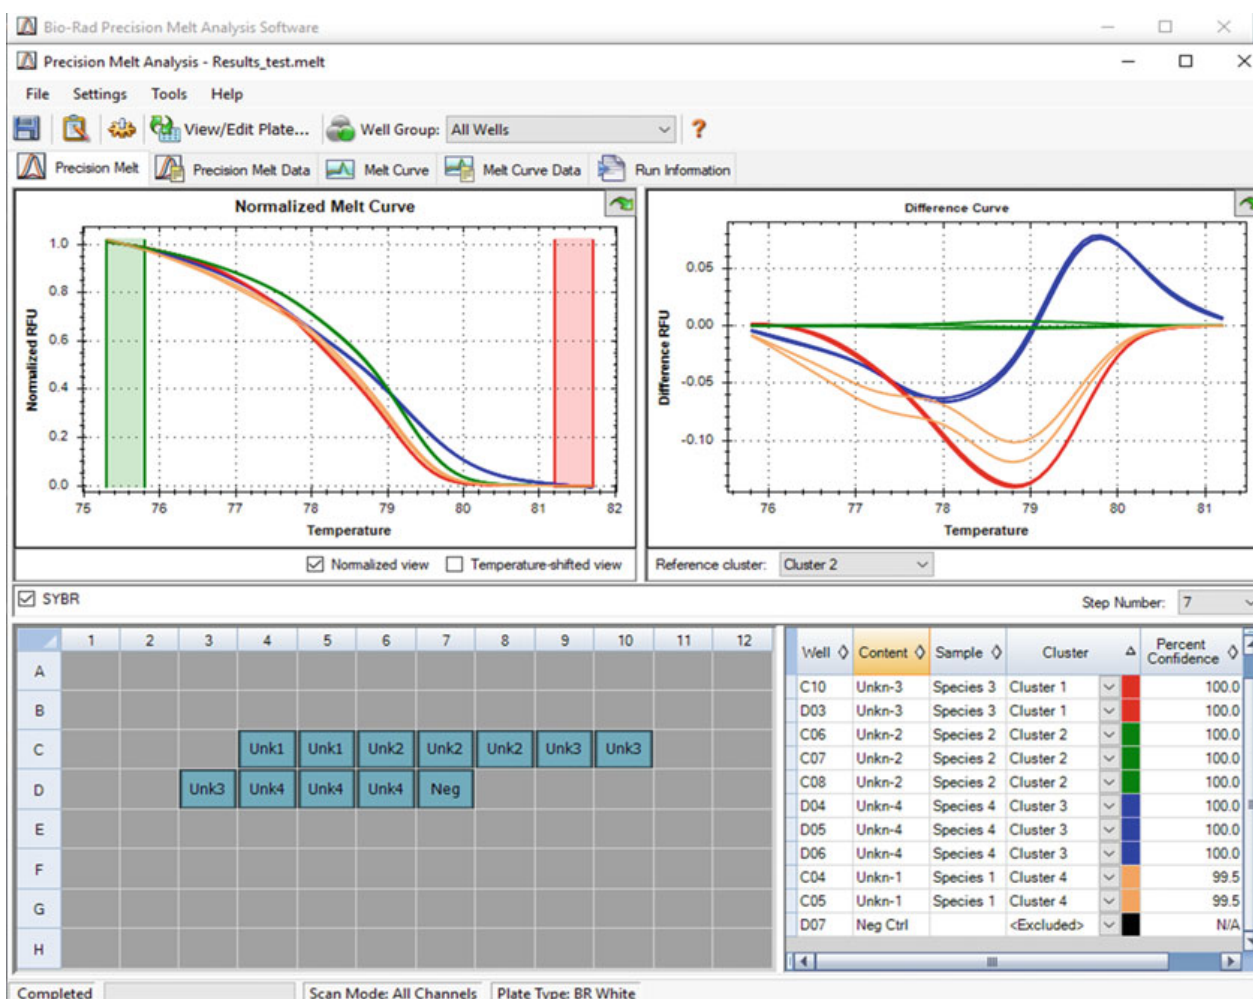 Bio-Rad Precision Melt Analysis Software
Precision Melt Analysis - Results_test.melt
File Settings Tools Help
View/Edit Plate... Well Group: All Wells ?
Precision Melt Precision Melt Data Melt Curve Melt Curve Data Run Information
Normalized Melt Curve
Normalized RFU
1.0
0.8
0.6
0.4
0.2
0.0
75 76 77 78 79 80 81 82
Temperature
Normalized view Temperature-shifted view
Difference Curve
Difference RFU
0.05
0.00
-0.05
-0.10
76 77 78 79 80 81
Temperature
Reference cluster: Cluster 2
SYBR
Step Number: 7
1 2 3 4 5 6 7 8 9 10 11 12
A
B
C Unk1 Unk1 Unk2 Unk2 Unk2 Unk3 Unk3
D Unk3 Unk4 Unk4 Unk4 Neg
E
F
G
H
Well Content Sample Cluster Percent Confidence
C10 Unkn-3 Species 3 Cluster 1 100.0
D03 Unkn-3 Species 3 Cluster 1 100.0
C06 Unkn-2 Species 2 Cluster 2 100.0
C07 Unkn-2 Species 2 Cluster 2 100.0
C08 Unkn-2 Species 2 Cluster 2 100.0
D04 Unkn-4 Species 4 Cluster 3 100.0
D05 Unkn-4 Species 4 Cluster 3 100.0
D06 Unkn-4 Species 4 Cluster 3 100.0
C04 Unkn-1 Species 1 Cluster 4 99.5
C05 Unkn-1 Species 1 Cluster 4 99.5
D07 Neg Ctrl <Excluded> N/A
Completed Scan Mode: All Channels Plate Type: BR White